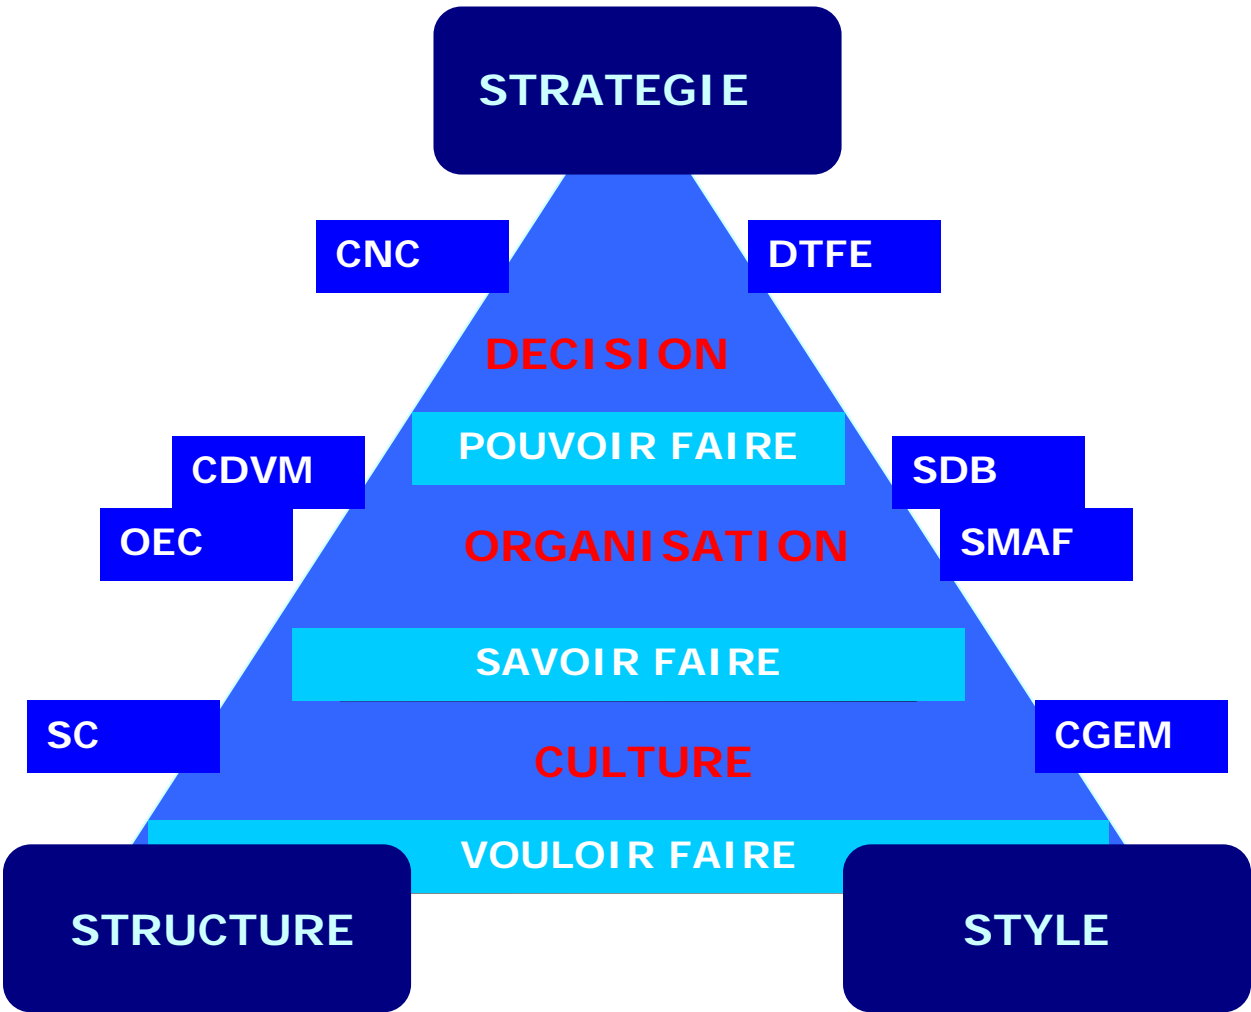 STRATEGIE
CNC
DTFE
DECISION
POUVOIR FAIRE
CDVM
SDB
OEC
ORGANISATION
SMAF
SAVOIR FAIRE
SC
CGEM
CULTURE
VOULOIR FAIRE
STRUCTURE
STYLE